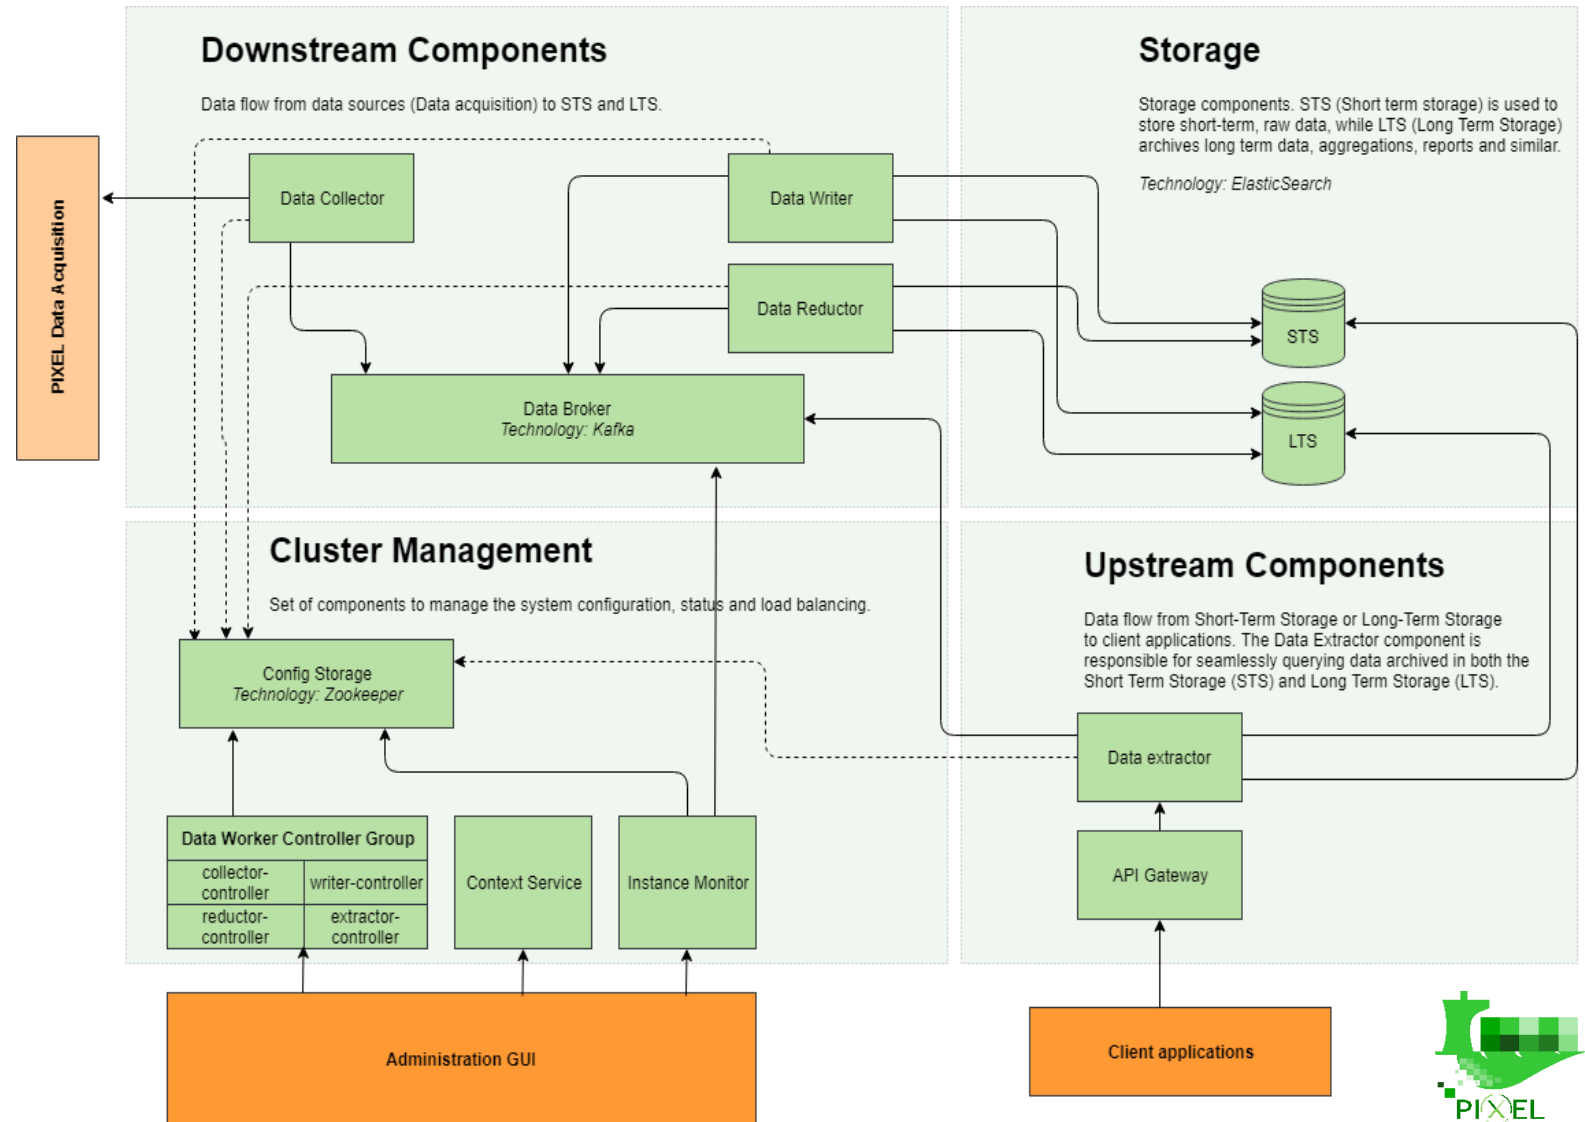 Downstream Components
Data flow from data sources (Data acquisition) to STS and LTS.
Storage
Storage components. STS (Short term storage) is used to
store short-term, raw data, while LTS (Long Term Storage)
archives long term data, aggregations, reports and similar.
Technology: ElasticSearch
PIXEL Data Acquisition
Data Collector
Data Writer
Data Reductor
Data Broker
Technology: Kafka
STS
LTS
Cluster Management
Set of components to manage the system configuration, status and load balancing.
Config Storage
Technology: Zookeeper
Data Worker Controller Group
collector-
controller
writer-controller
reductor-
controller
extractor-
controller
Context Service
Instance Monitor
Upstream Components
Data flow from Short-Term Storage or Long-Term Storage
to client applications. The Data Extractor component is
responsible for seamlessly querying data archived in both the
Short Term Storage (STS) and Long Term Storage (LTS).
Data extractor
API Gateway
Administration GUI
Client applications
PIXEL